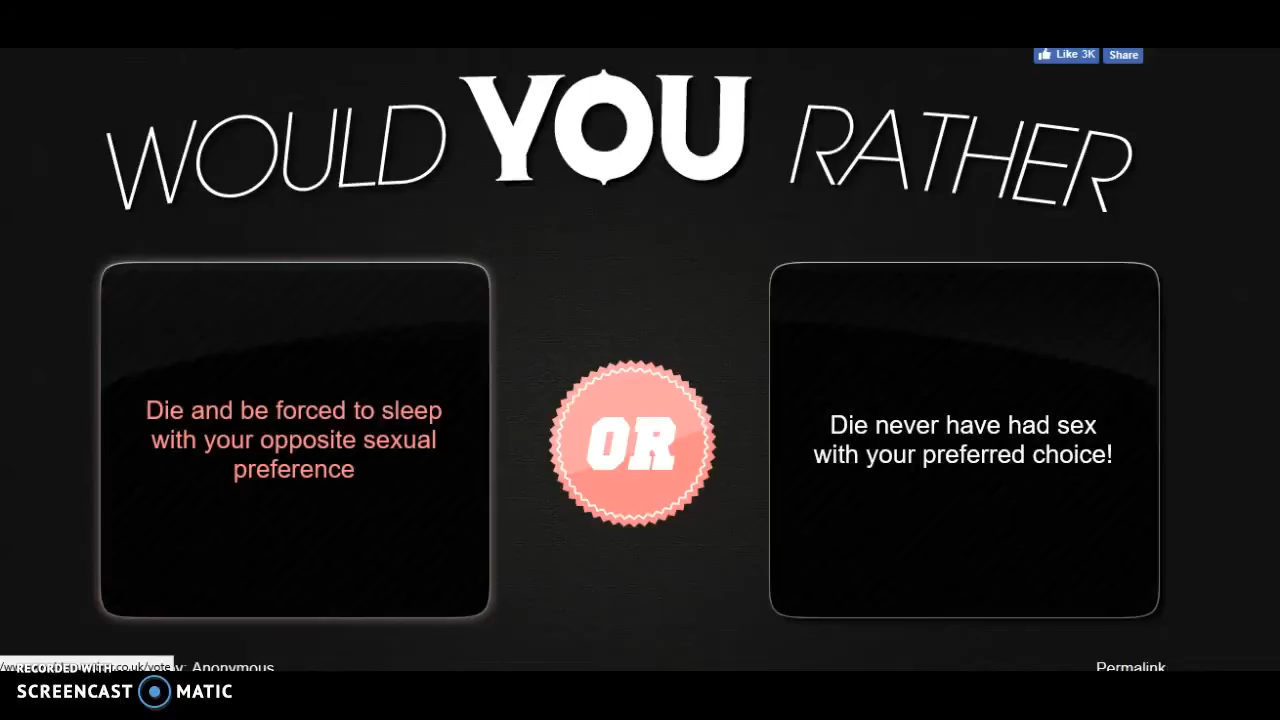 Like 3K Share
WOULD YOU RATHER
Die and be forced to sleep
with your opposite sexual
preference
OR
Die never have had sex
with your preferred choice!
Anonymous
Permalink
RECORDED WITH
SCREENCAST MATIC